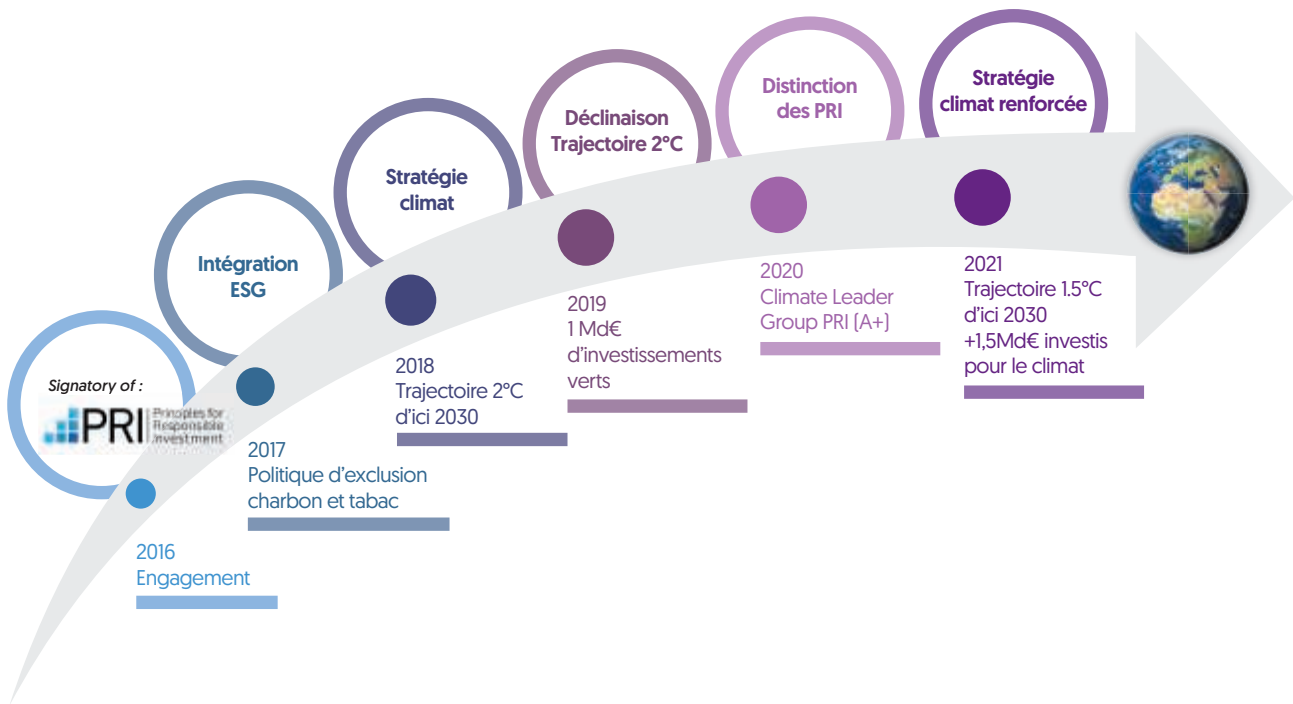 Signatory of :
PRI
Principles for
Responsible
Investment
2016
Engagement
Intégration
ESG
2017
Politique d'exclusion
charbon et tabac
Stratégie
climat
2018
Trajectoire 2°C
d'ici 2030
Déclinaison
Trajectoire 2°C
2019
1 Md€
d'investissements
verts
Distinction
des PRI
2020
Climate Leader
Group PRI (A+)
Stratégie
climat renforcée
2021
Trajectoire 1.5°C
d'ici 2030
+1,5Md€ investis
pour le climat